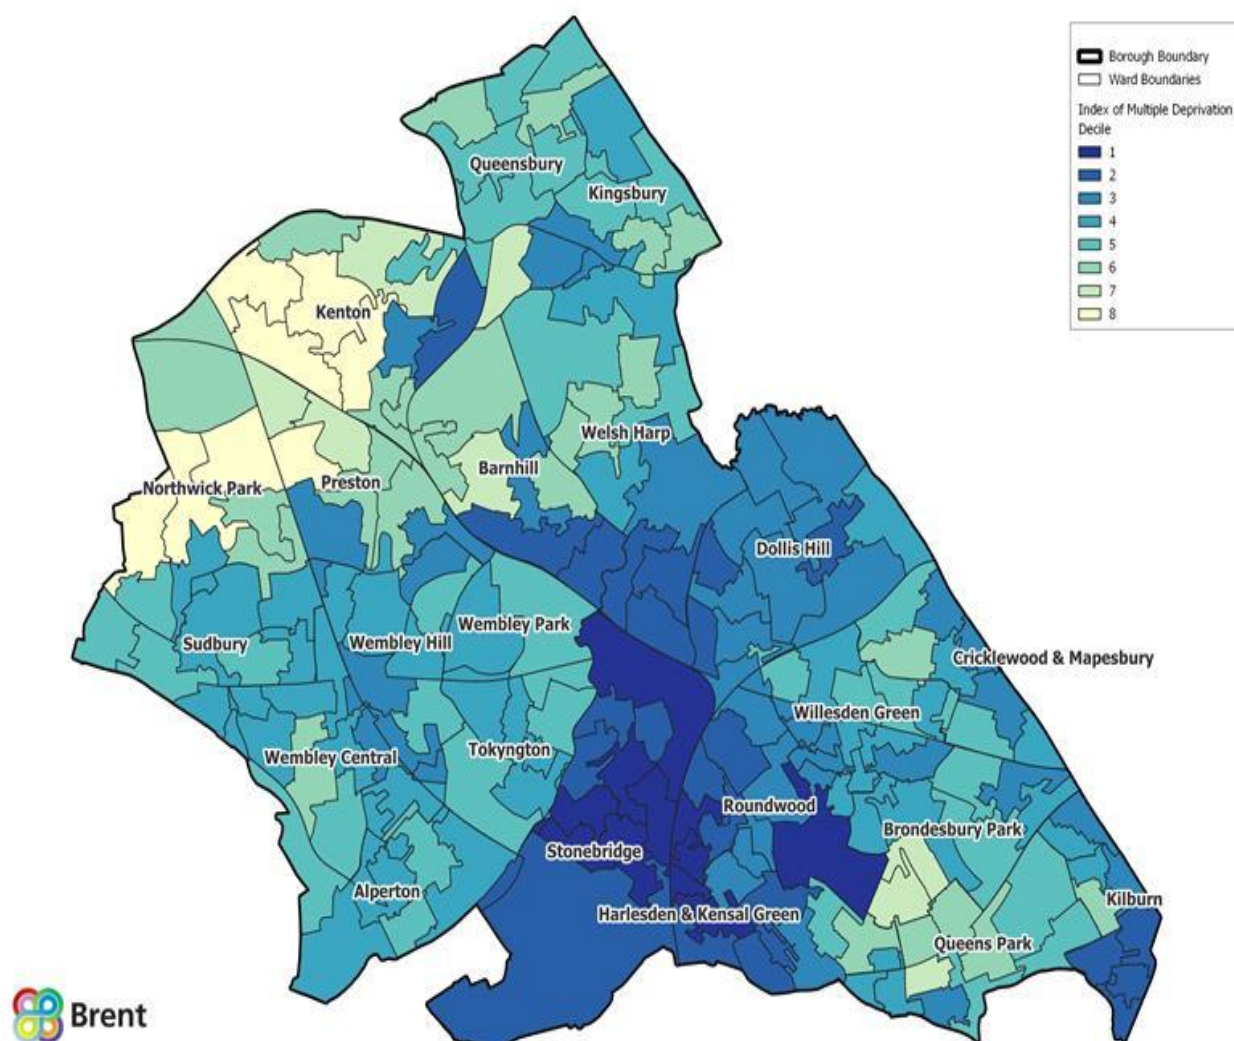 Borough Boundary
Ward Boundaries
Index of Multiple Deprivation
Decile
1
2
3
4
5
6
7
8
Queensbury
Kingsbury
Kenton
Welsh Harp
Barnhill
Preston
Northwick Park
Dollis Hill
Wembley Park
Sudbury
Wembley Hill
Cricklewood & Mapesbury
Willesden Green
Tokyngton
Wembley Central
Roundwood
Brondesbury Park
Stonebridge
Alperton
Kilburn
Harlesden & Kensal Green
Queens Park
Brent